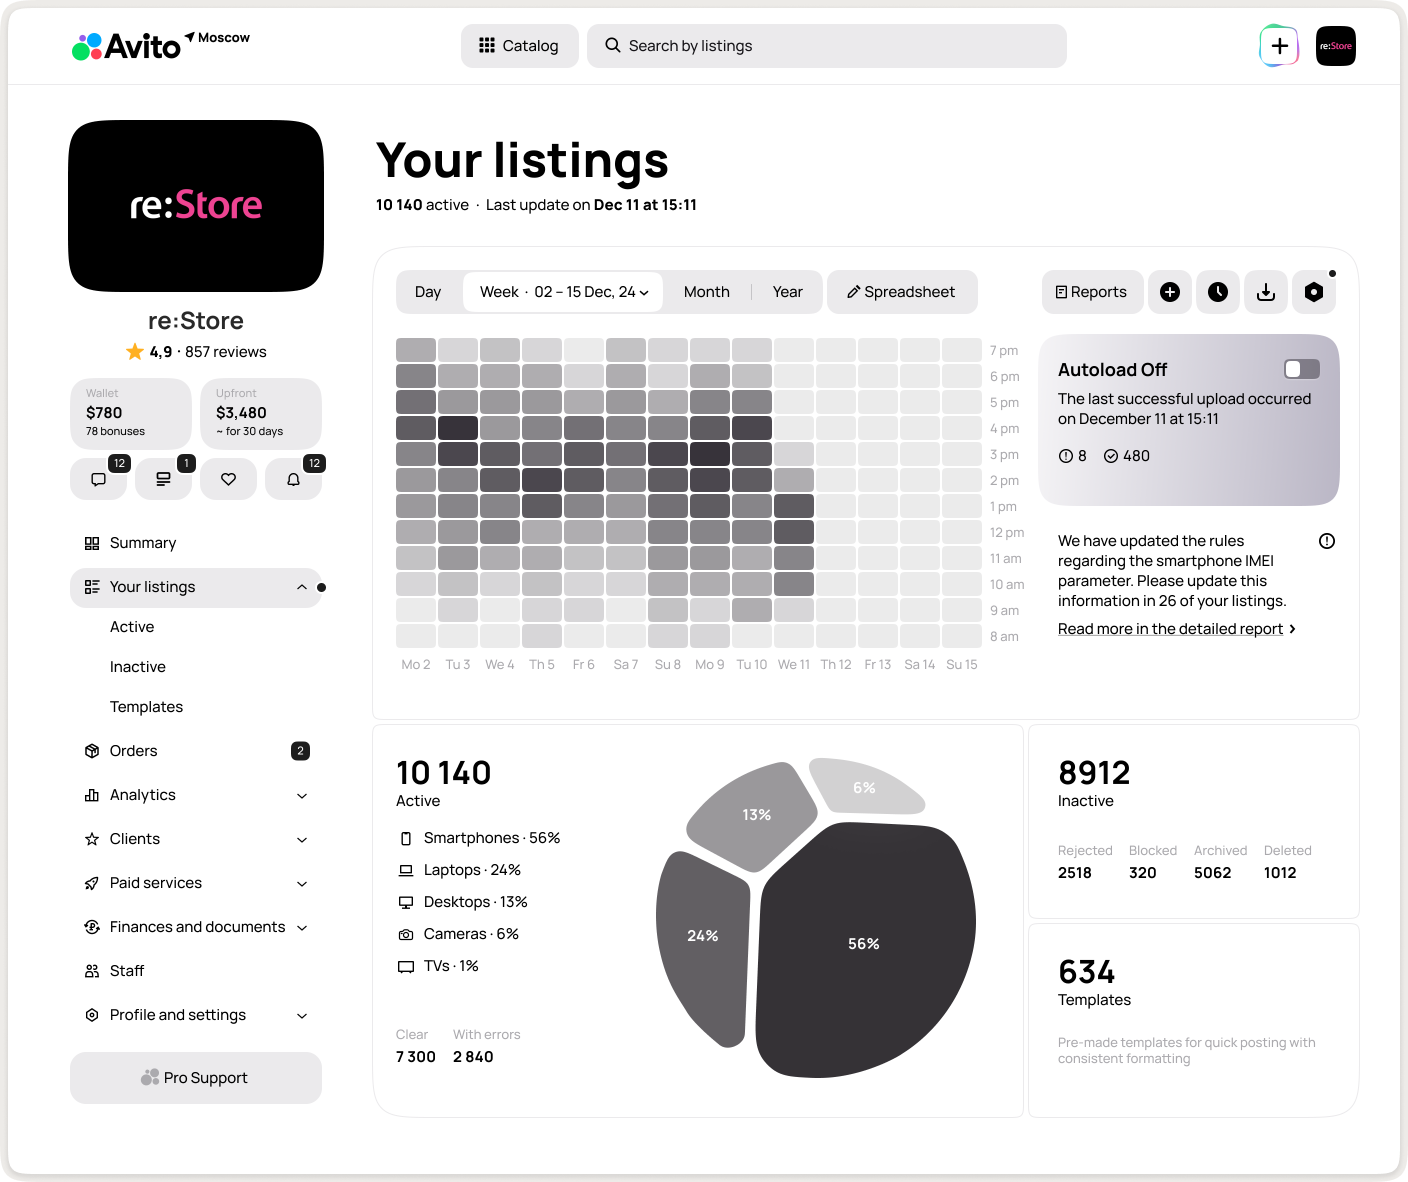 Avito
Moscow
Catalog
Search by listings
re:Store
re:Store
re:Store
4,9 · 857 reviews
Wallet
$780
78 bonuses
Upfront
$3,480
~ for 30 days
12
1
12
Summary
Your listings
Active
Inactive
Templates
Orders
2
Analytics
Clients
Paid services
Finances and documents
Staff
Profile and settings
Pro Support
Your listings
10 140 active · Last update on Dec 11 at 15:11
Day
Week · 02 – 15 Dec, 24
Month
Year
Spreadsheet
Reports
7 pm
6 pm
5 pm
4 pm
3 pm
2 pm
1 pm
12 pm
11 am
10 am
9 am
8 am
Mo 2 Tu 3 We 4 Th 5 Fr 6 Sa 7 Su 8 Mo 9 Tu 10 We 11 Th 12 Fr 13 Sa 14 Su 15
Autoload Off
The last successful upload occurred
on December 11 at 15:11
8 480
We have updated the rules
regarding the smartphone IMEI
parameter. Please update this
information in 26 of your listings.
Read more in the detailed report
10 140
Active
Smartphones · 56%
Laptops · 24%
Desktops · 13%
Cameras · 6%
TVs · 1%
Clear With errors
7 300 2 840
6%
13%
24%
56%
8912
Inactive
Rejected Blocked Archived Deleted
2518 320 5062 1012
634
Templates
Pre-made templates for quick posting with
consistent formatting